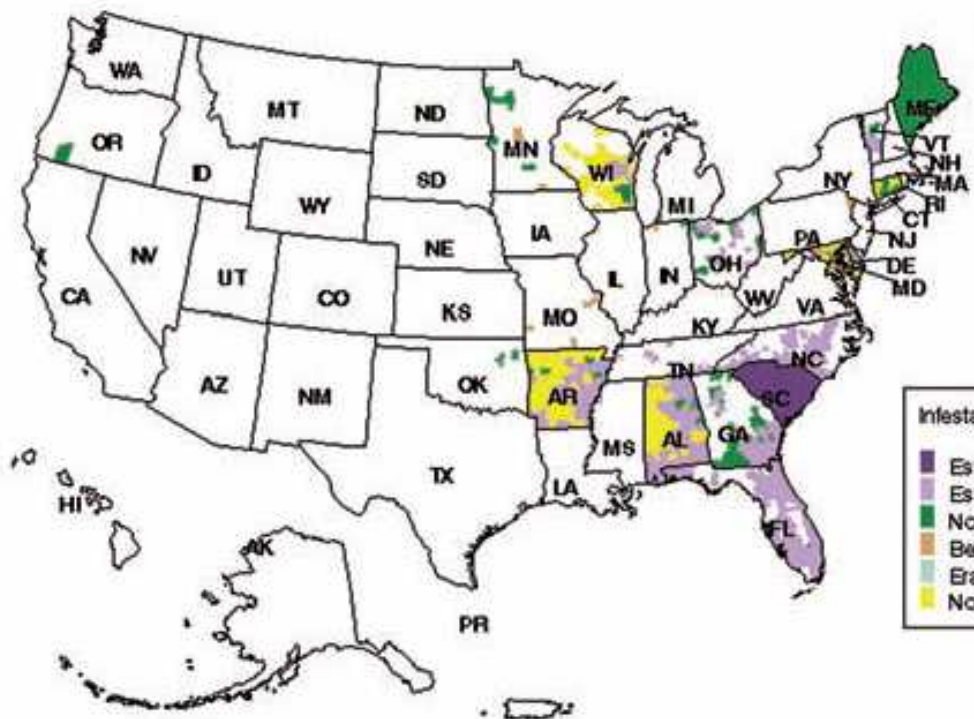 WA
MT
ND
OR
ID
WY
SD
MN
WI
MI
ME
VT
NH
MA
RI
CT
NY
NJ
PA
DE
MD
NE
IA
IL
IN
OH
WV
VA
NV
UT
CA
CO
KS
MO
KY
NC
TN
SC
AZ
NM
OK
AR
MS
AL
GA
TX
LA
FL
HI
AK
PR
Infesta
Es
Es
No
Be
Era
No